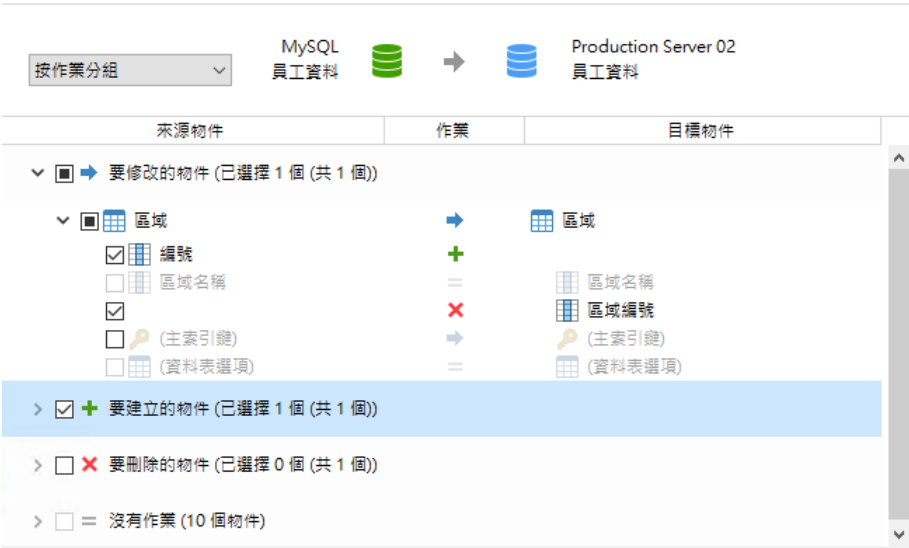 按作業分組
MySQL
員工資料
Production Server 02
員工資料
來源物件 作業 目標物件
要修改的物件 (已選擇 1 個 (共 1 個))
區域 區域
編號
區域名稱 區域名稱
區域編號
(主索引鍵) (主索引鍵)
(資料表選項) (資料表選項)
要建立的物件 (已選擇 1 個 (共 1 個))
要刪除的物件 (已選擇 0 個 (共 1 個))
沒有作業 (10 個物件)